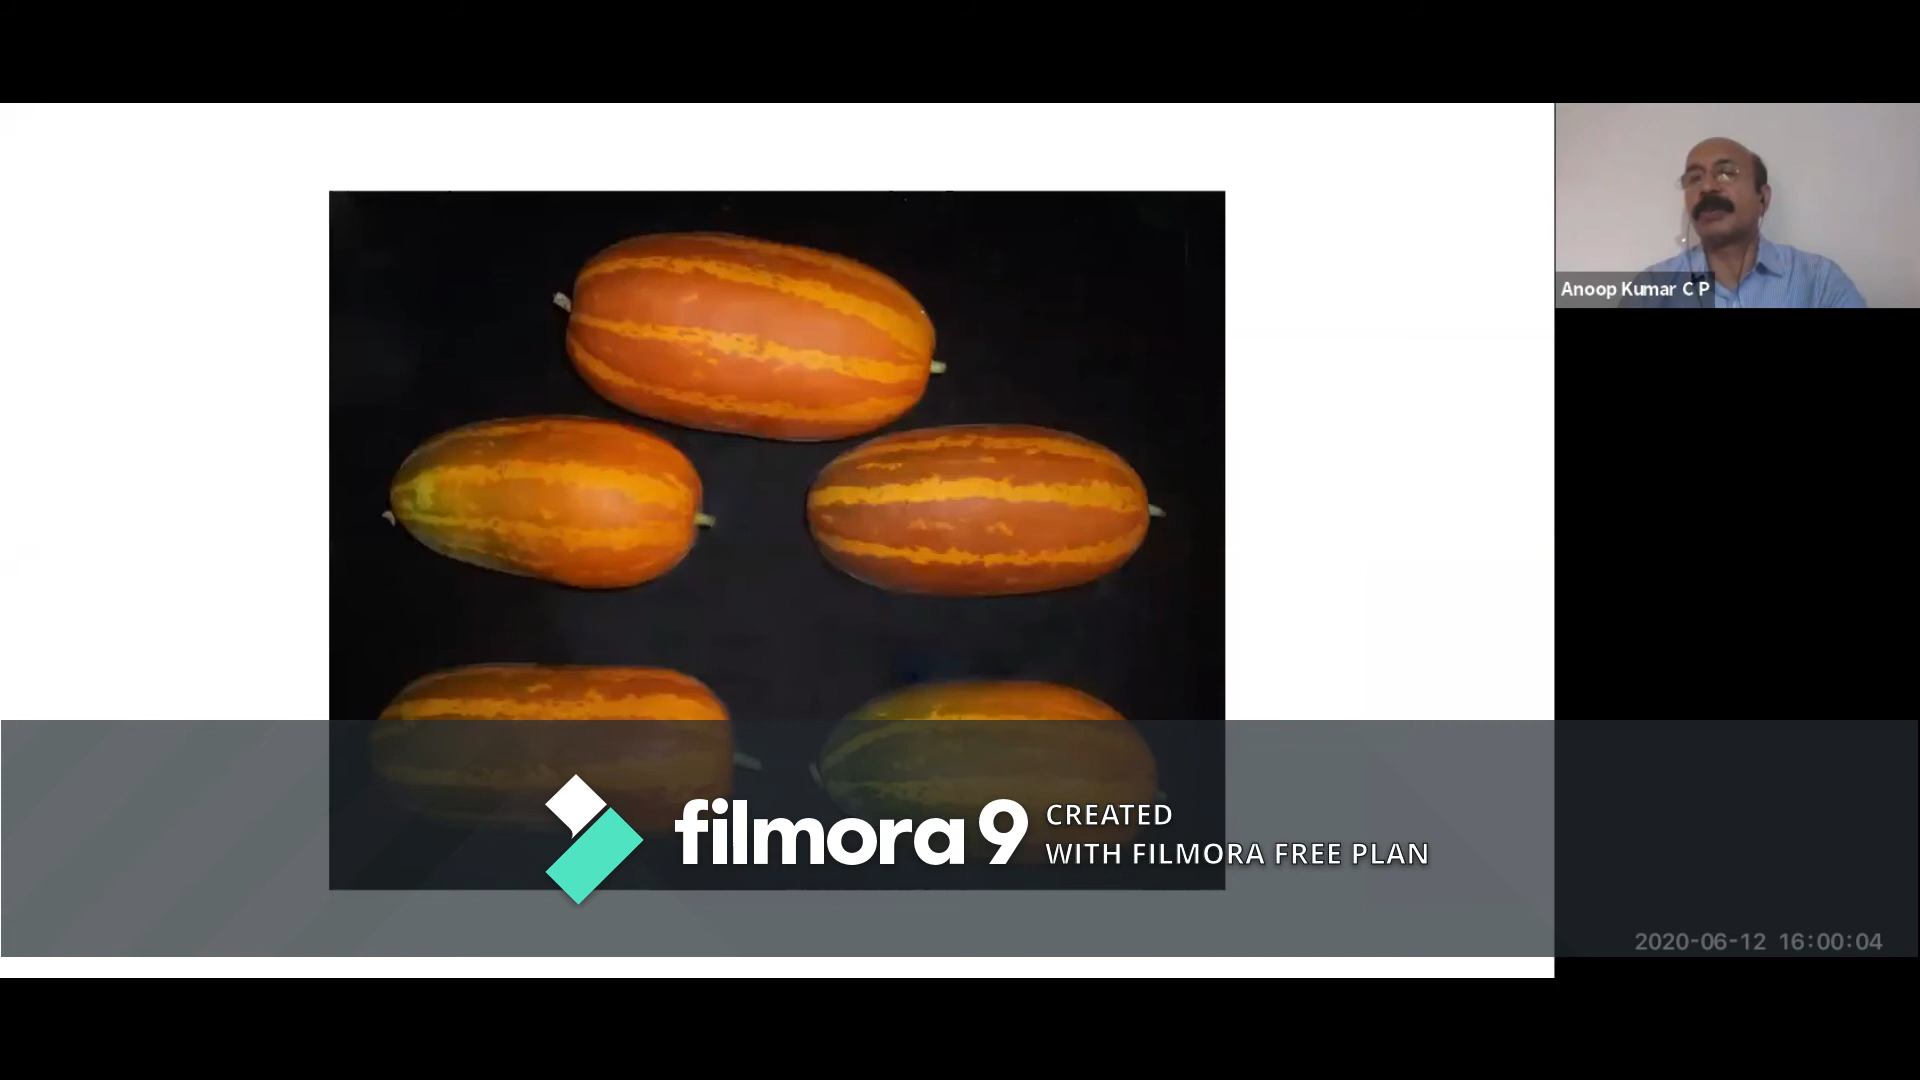 Anoop Kumar C P
filmora 9
CREATED
WITH FILMORA FREE PLAN
2020-06-12 16:00:04